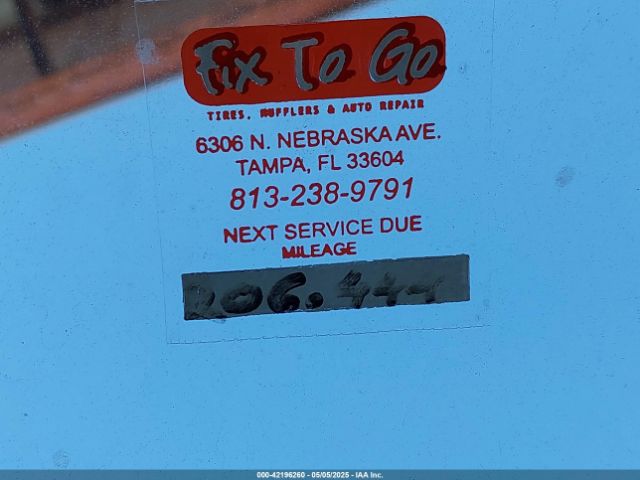 Fix To Go
TIRES, MUFFLERS & AUTO REPAIR
6306 N. NEBRASKA AVE.
TAMPA, FL 33604
813-238-9791
NEXT SERVICE DUE
MILEAGE
206.444
000-42196260 - 05/05/2025 - IAA Inc.